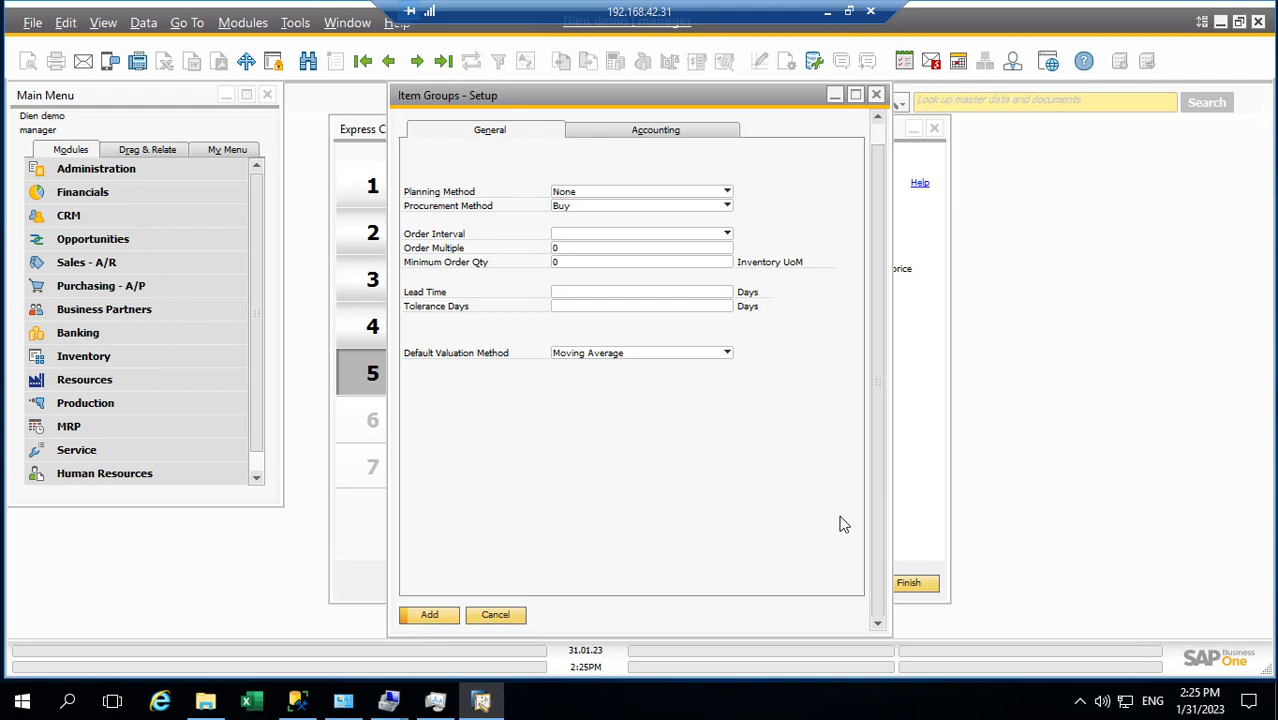 192.168.42.31
File Edit View Data Go To Modules Tools Window Help
Dien demo | manager
Main Menu
Dien demo
manager
Modules Drag & Relate My Menu
Administration
Financials
CRM
Opportunities
Sales - A/R
Purchasing - A/P
Business Partners
Banking
Inventory
Resources
Production
MRP
Service
Human Resources
Look up master data and documents
Search
Express C
1
2
3
4
5
6
7
Help
rice
Finish
Item Groups - Setup
General Accounting
Planning Method None
Procurement Method Buy
Order Interval
Order Multiple 0
Minimum Order Qty 0 Inventory UoM
Lead Time Days
Tolerance Days Days
Default Valuation Method Moving Average
Add Cancel
31.01.23
2:25PM
SAP Business One
ENG
2:25 PM
1/31/2023